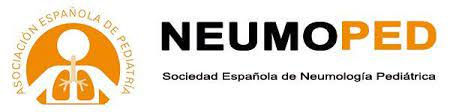 ASOCIACIÓN ESPAÑOLA DE PEDIATRÍA
NEUMOPED
Sociedad Española de Neumología Pediátrica